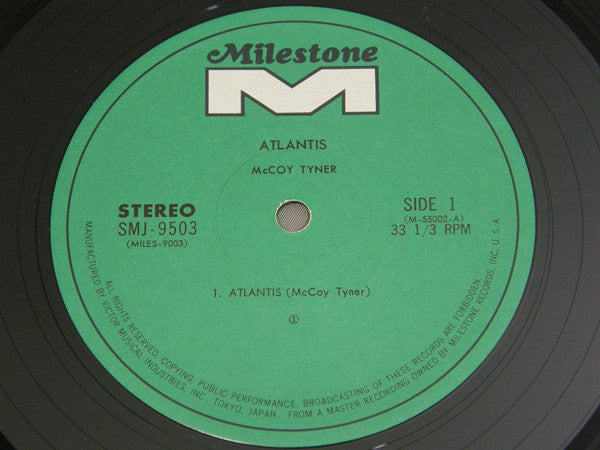 Milestone
M
ATLANTIS
McCOY TYNER
STEREO
SMJ-9503
(MILES-9003)
SIDE 1
(M-55002-A)
33 1/3 RPM
1. ATLANTIS (McCoy Tyner)
ALL RIGHTS RESERVED. COPYING, PUBLIC PERFORMANCE, BROADCASTING OF THESE RECORDS ARE FORBIDDEN.
MANUFACTURED BY VICTOR MUSICAL INDUSTRIES, INC.; TOKYO, JAPAN. FROM A MASTER RECORDING OWNED BY MILESTONE RECORDS, INC, U.S.A.